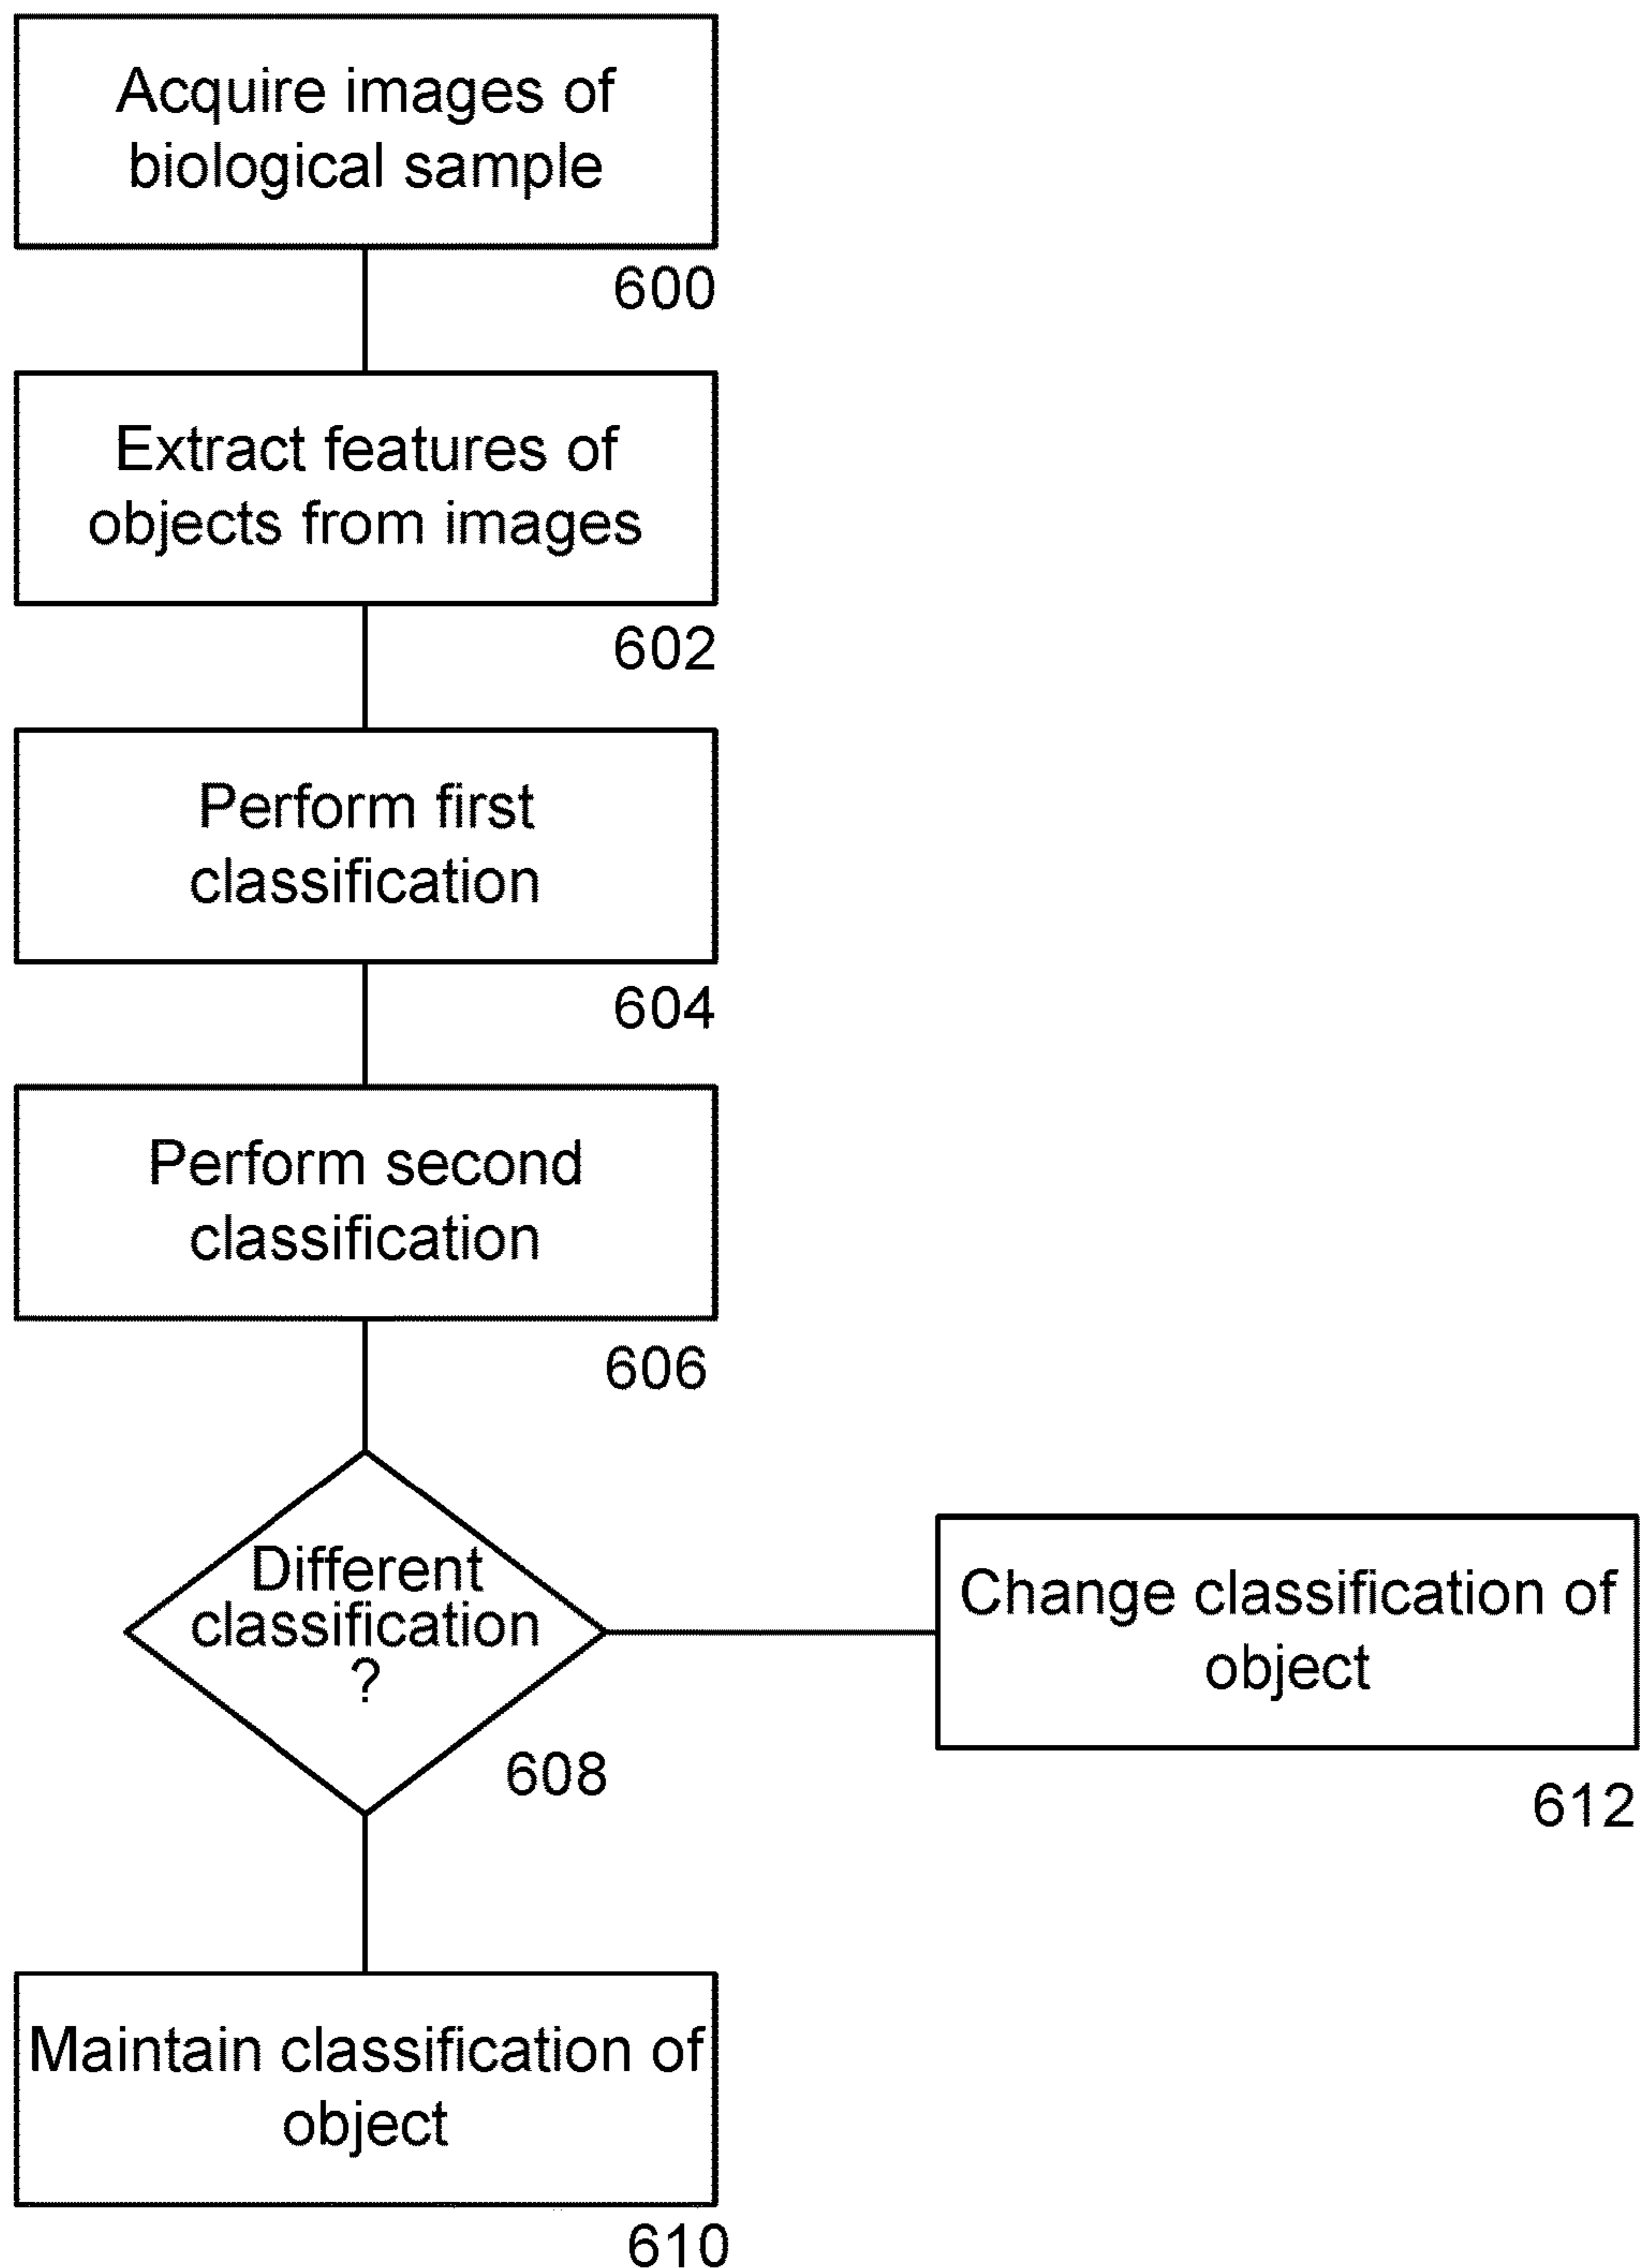 Acquire images of
biological sample
600
Extract features of
objects from images
602
Perform first
classification
604
Perform second
classification
606
Different
classification
?
608
Change classification of
object
612
Maintain classification of
object
610